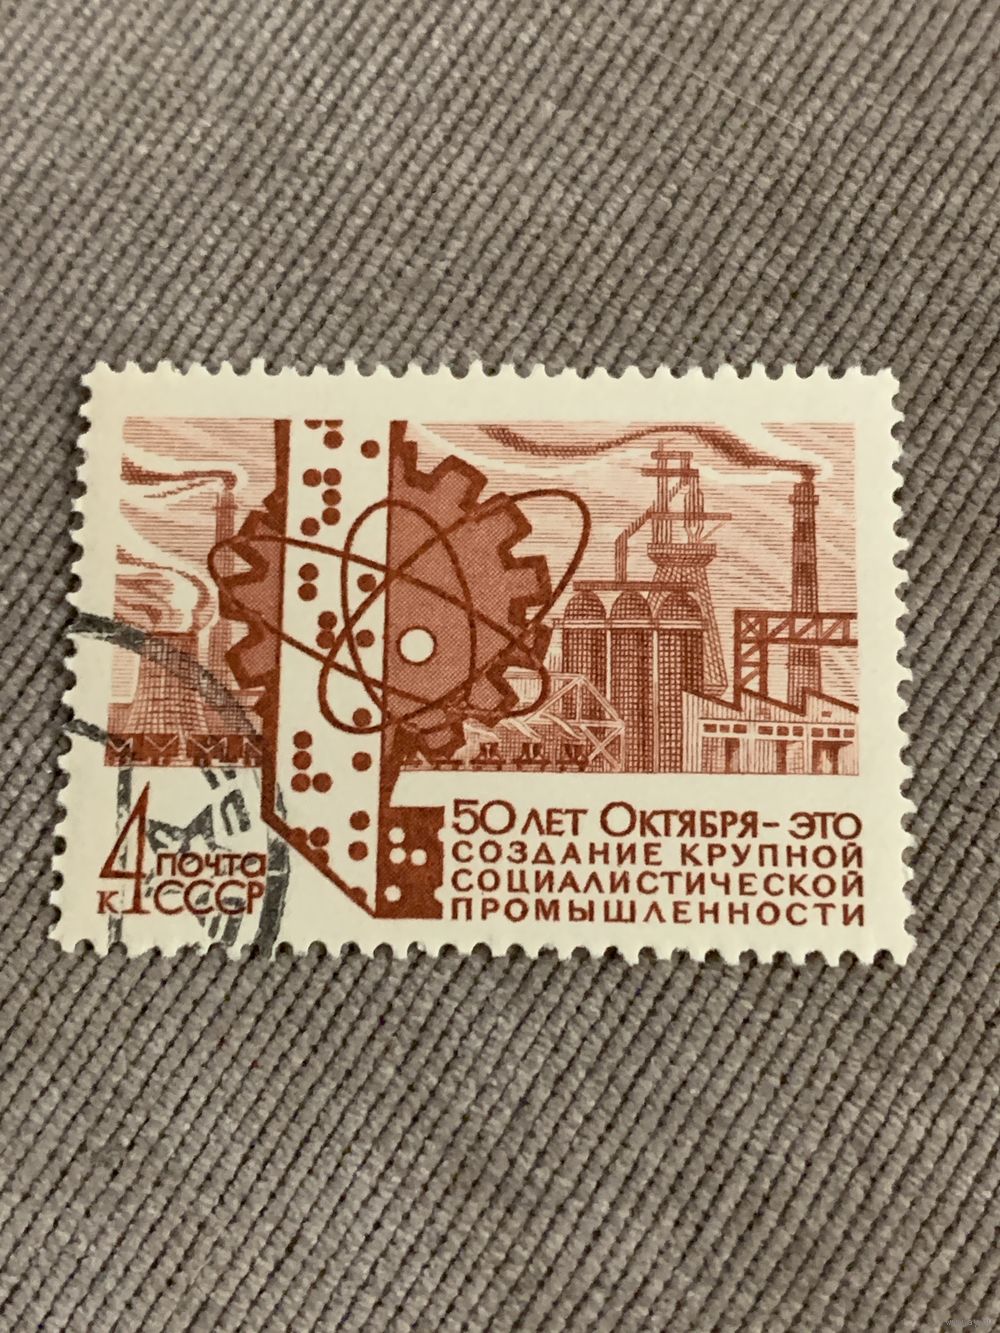 50 ЛЕТ ОКТЯБРЯ - ЭТО
СОЗДАНИЕ КРУПНОЙ
СОЦИАЛИСТИЧЕСКОЙ
ПРОМЫШЛЕННОСТИ
4 к
почта
СССР